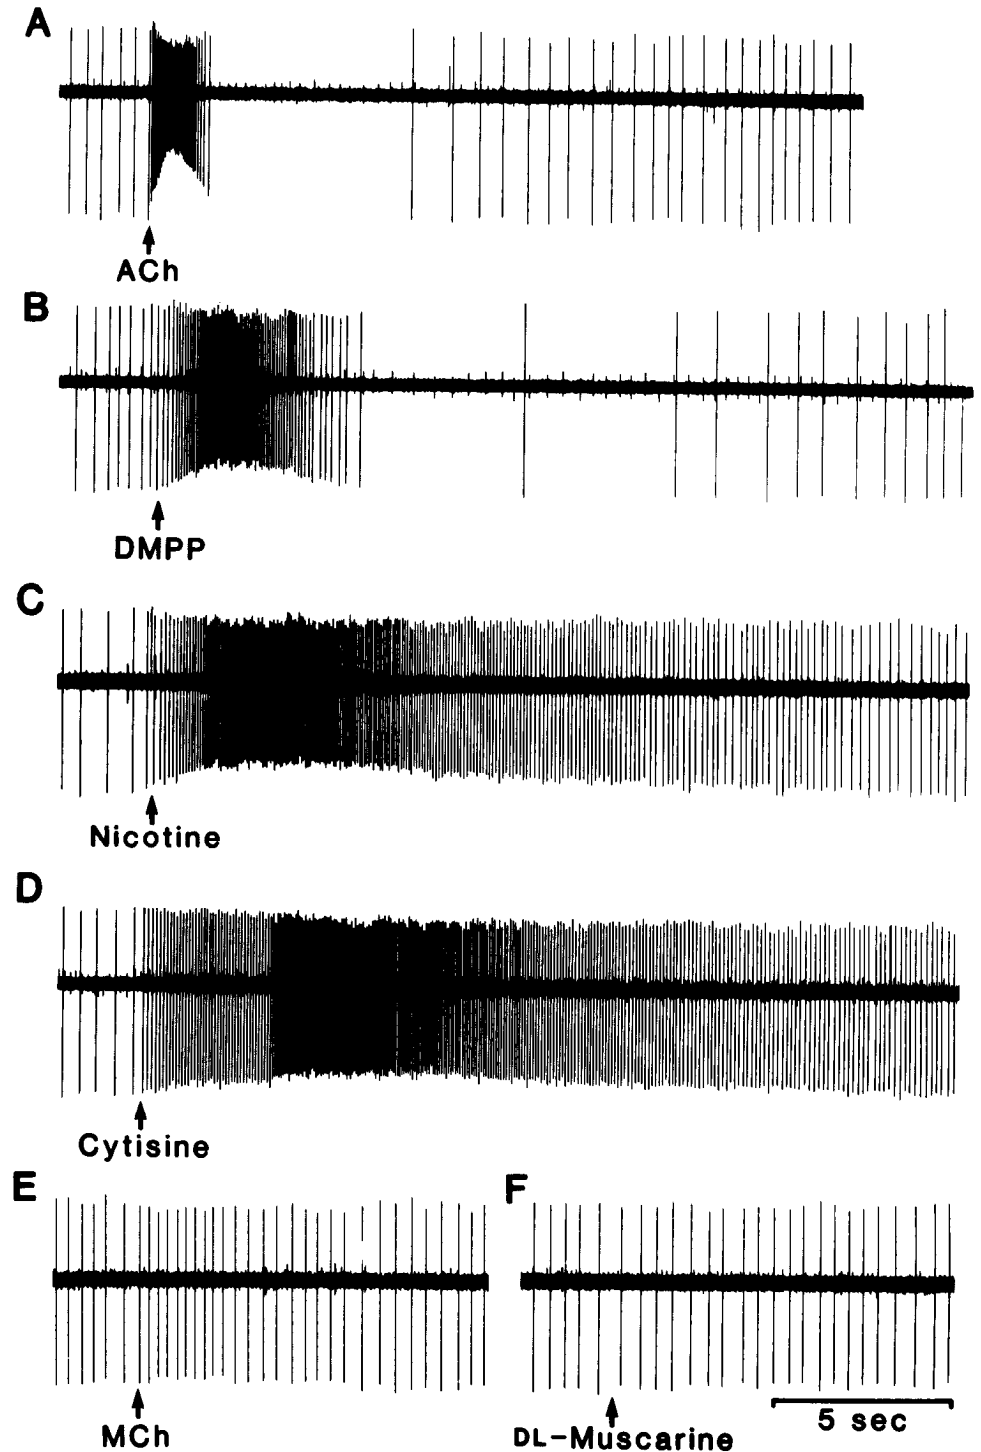 A
ACh
B
DMPP
C
Nicotine
D
Cytisine
E F
MCh
5 sec
DL-Muscarine